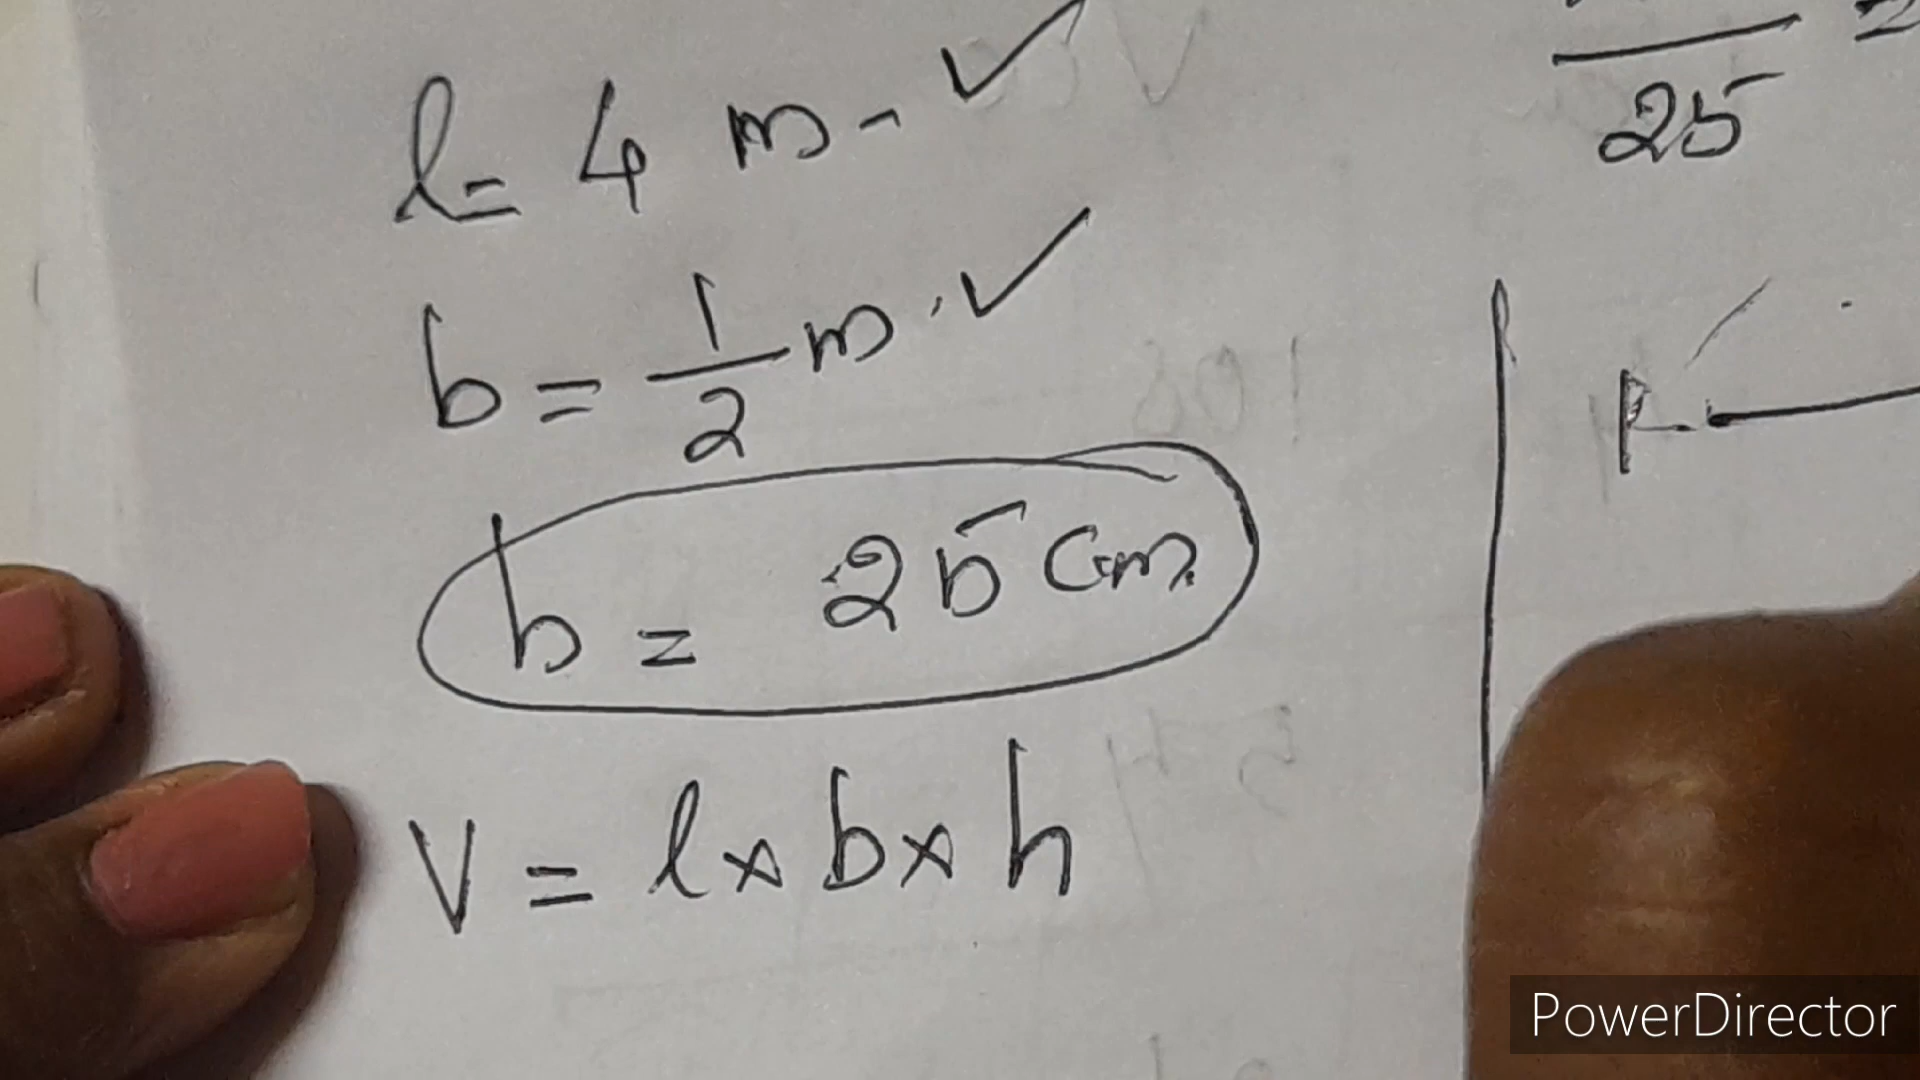 l = 4 m - ✓
b = 1/2 m . ✓
h = 25 cm.
V = l x b x h
25
PowerDirector